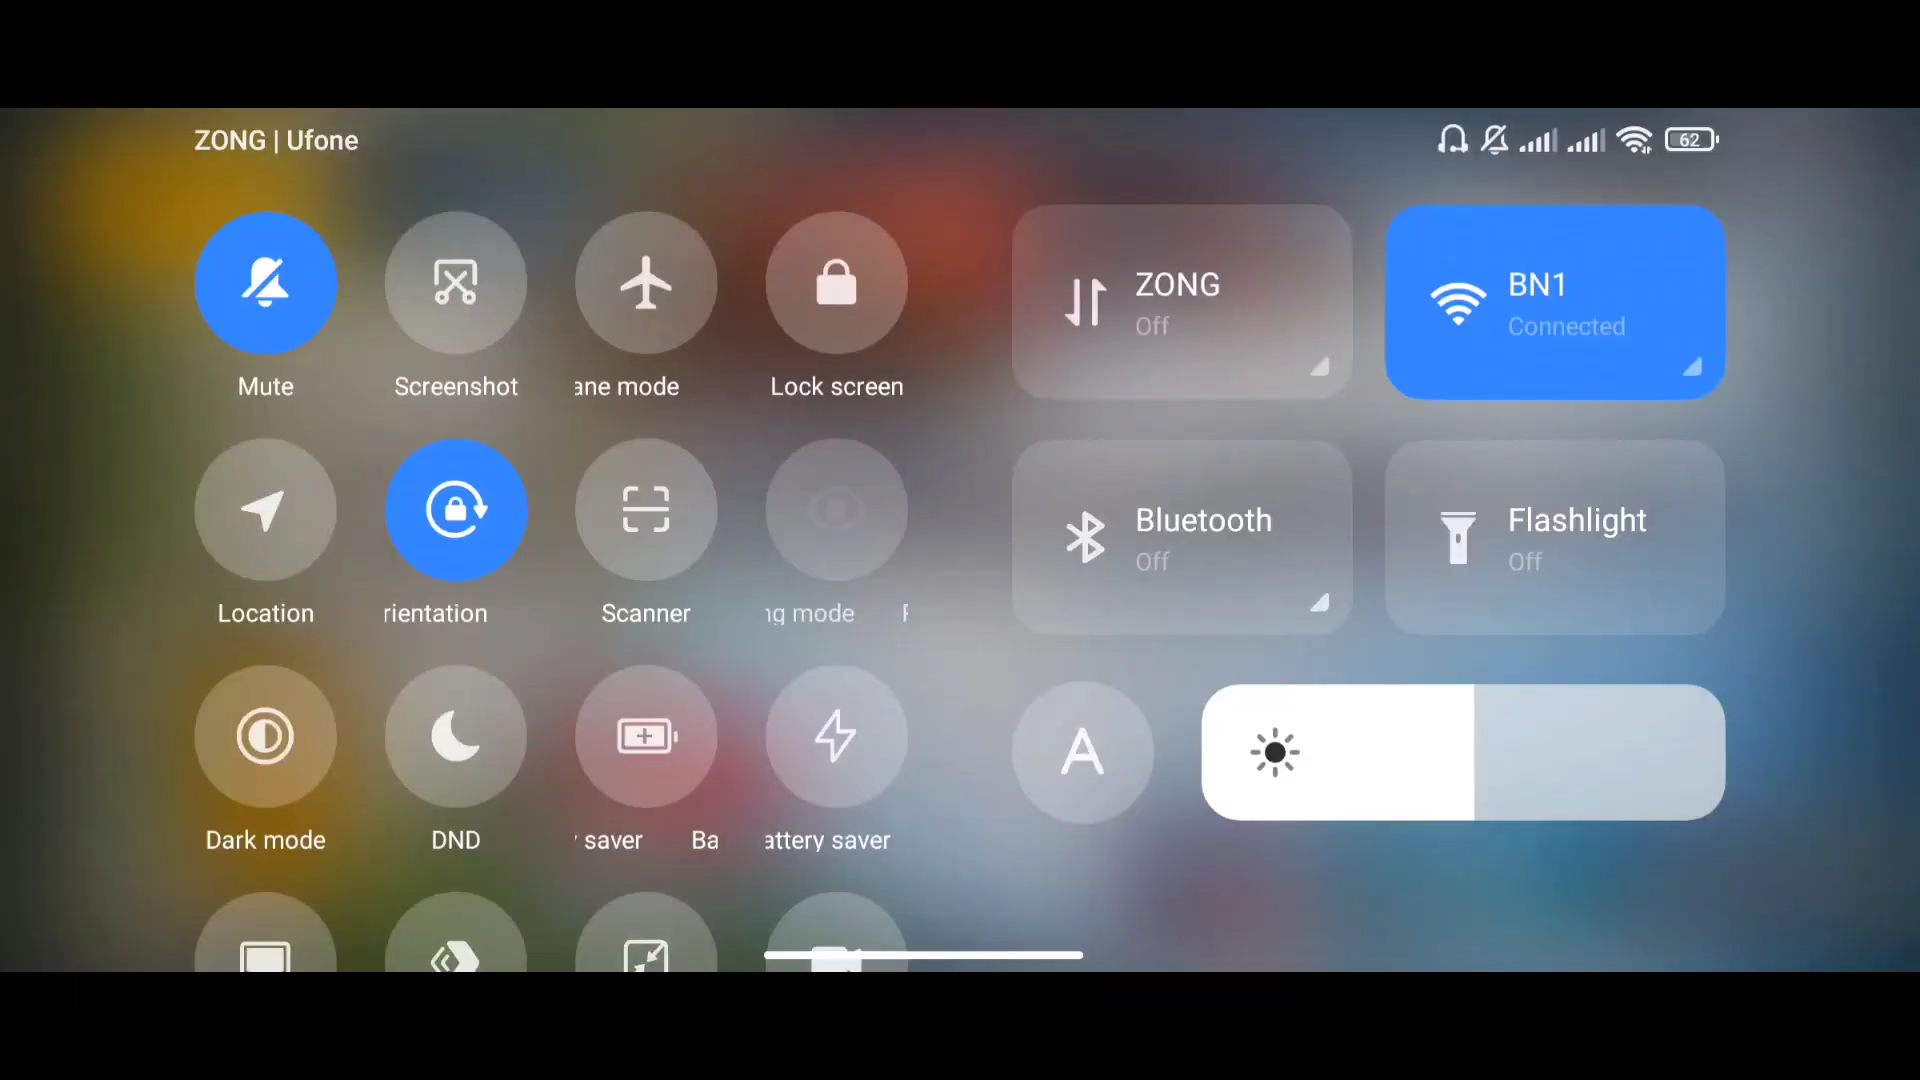 ZONG | Ufone
62
Mute
Screenshot
ane mode
Lock screen
ZONG
Off
BN1
Connected
Location
rientation
Scanner
ng mode
Bluetooth
Off
Flashlight
Off
Dark mode
DND
saver Ba
attery saver
A